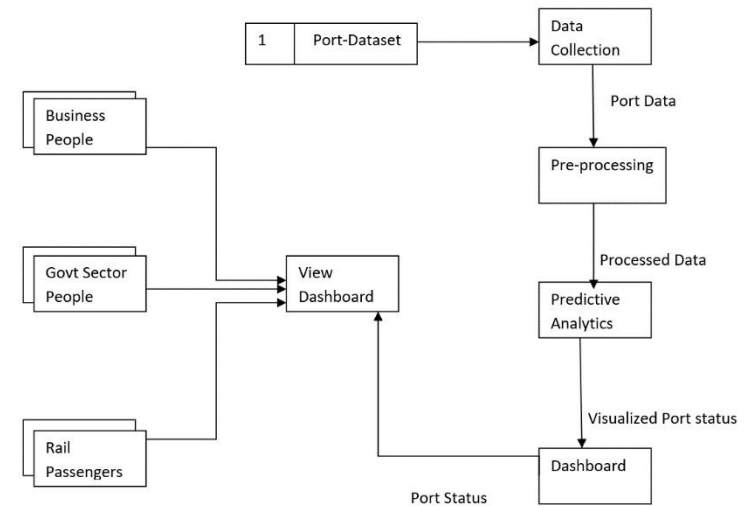 1 Port-Dataset
Data
Collection
Port Data
Business
People
Pre-processing
Processed Data
Govt Sector
People
View
Dashboard
Predictive
Analytics
Visualized Port status
Rail
Passengers
Dashboard
Port Status